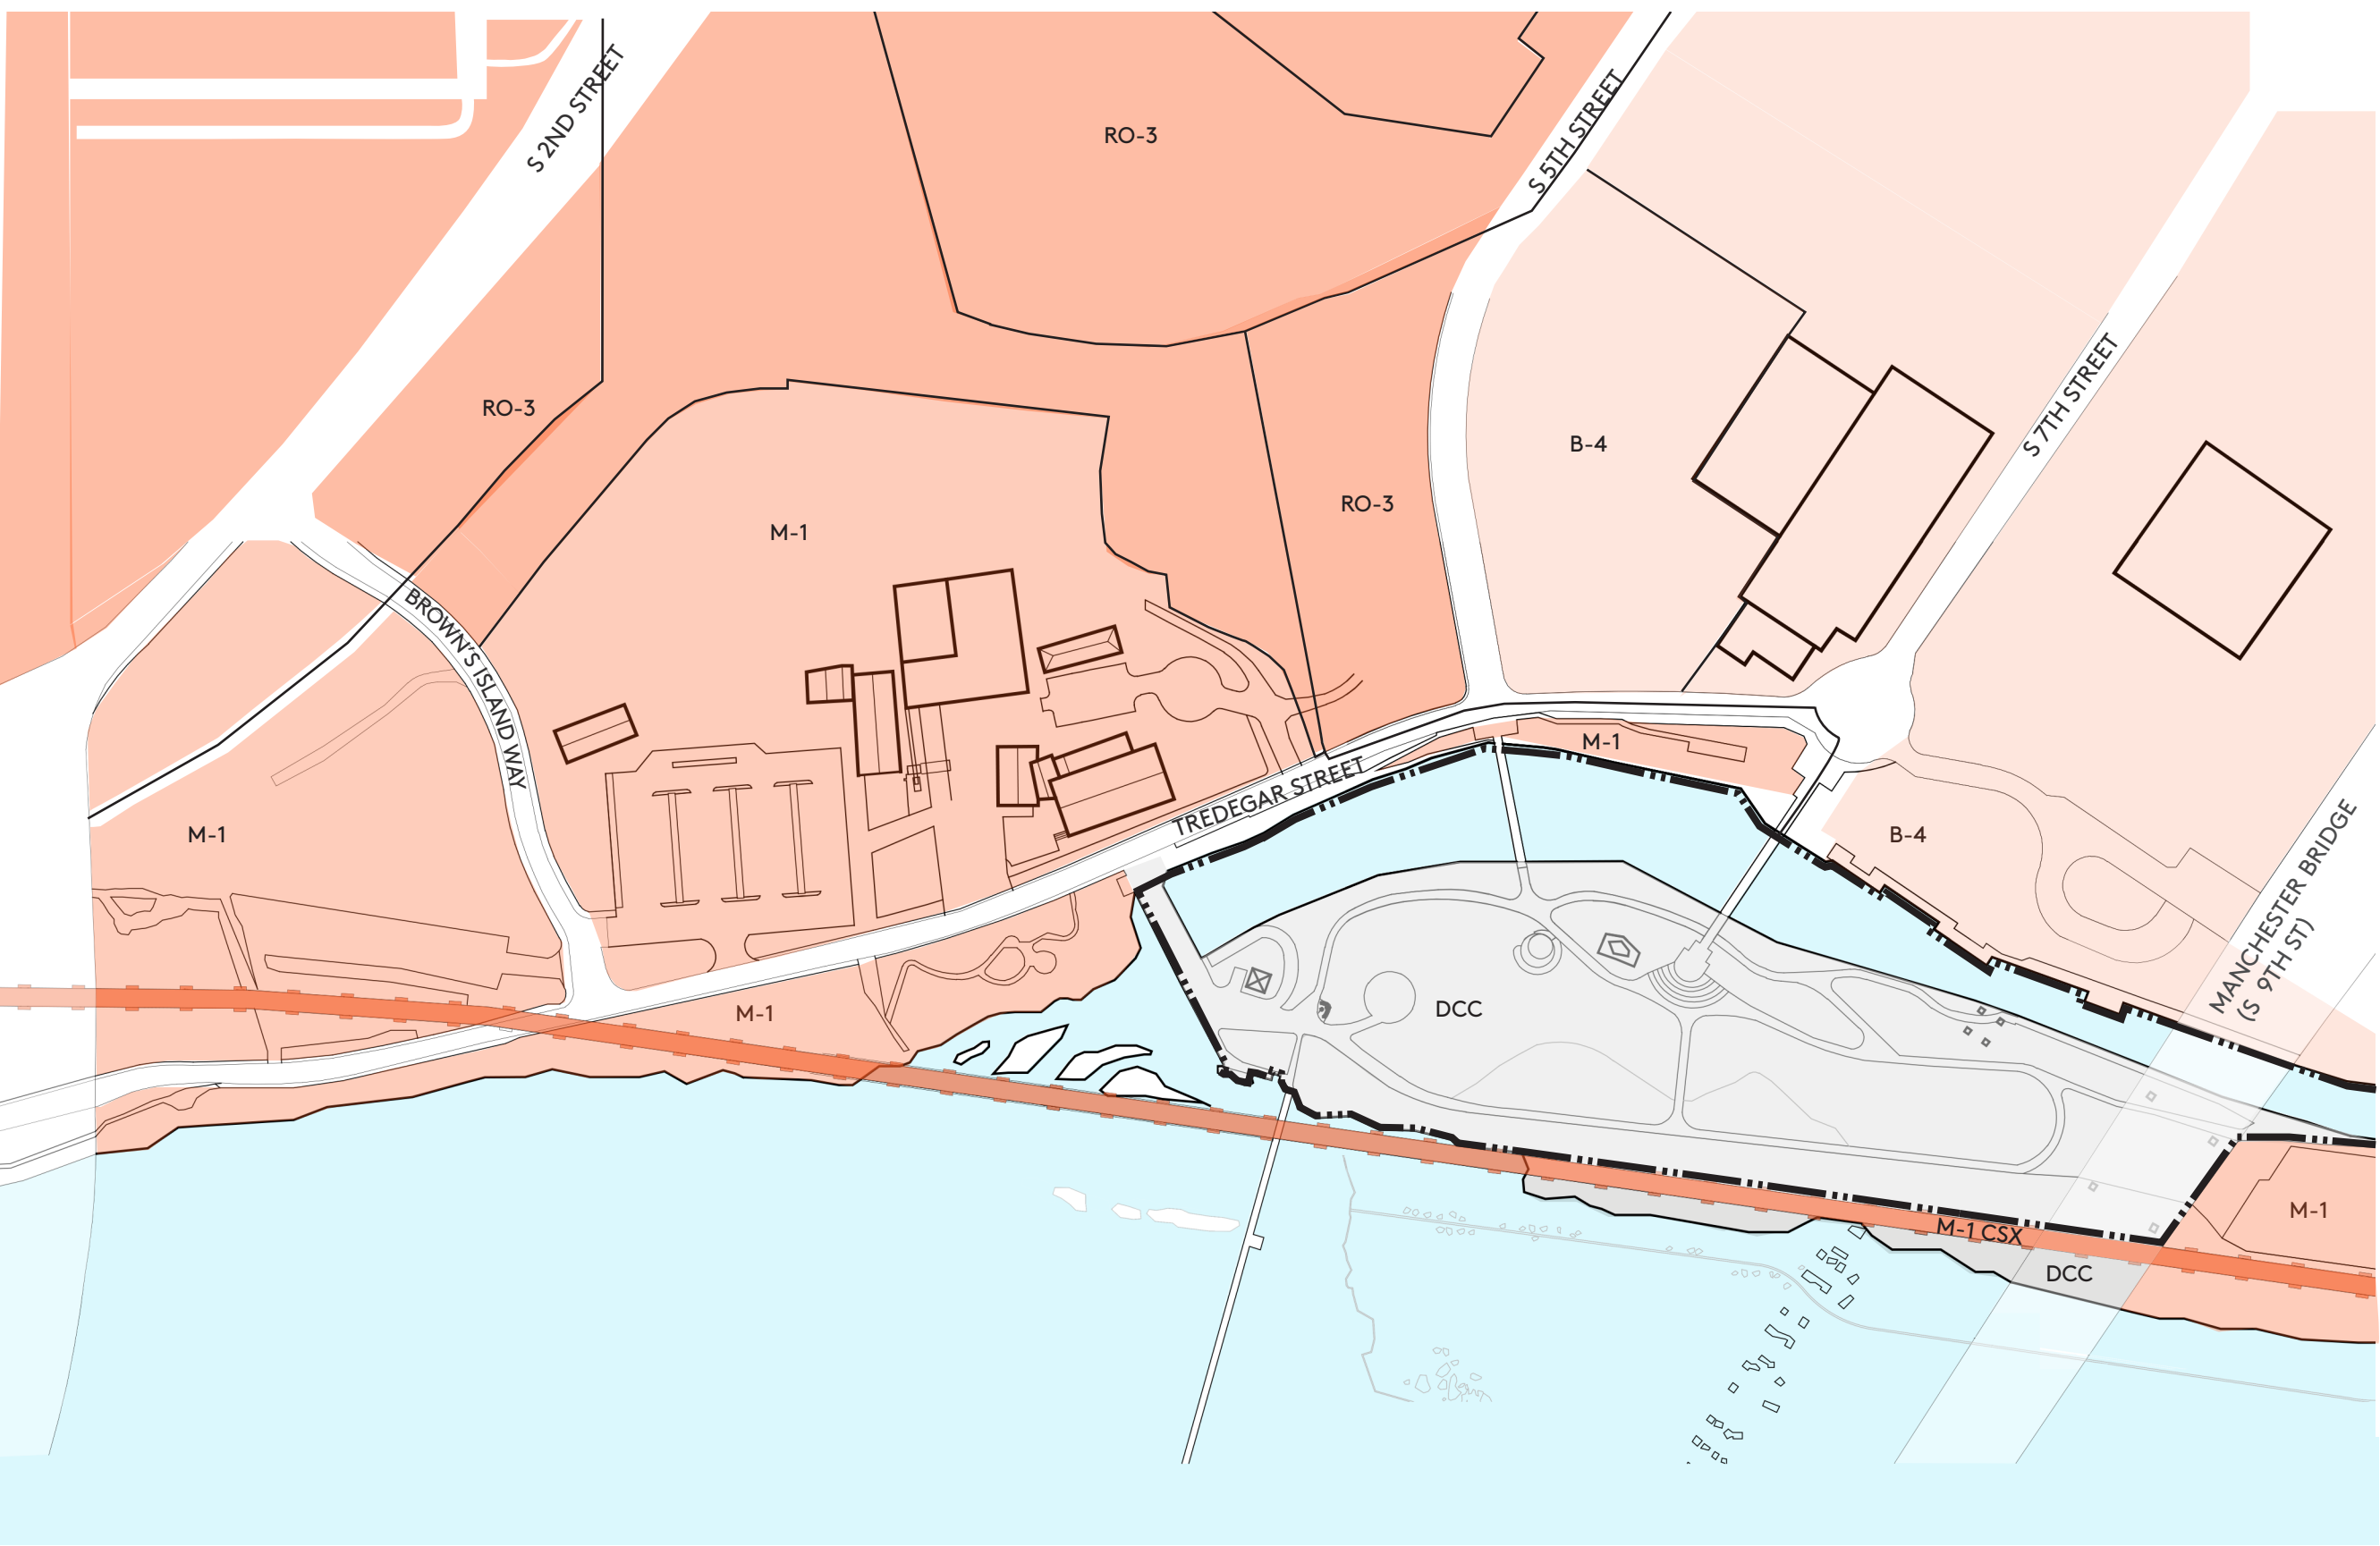 S 2ND STREET
RO-3
S 5TH STREET
RO-3
B-4
S 7TH STREET
RO-3
M-1
BROWN'S ISLAND WAY
M-1
TREDEGAR STREET
M-1
B-4
MANCHESTER BRIDGE
(S 9TH ST)
M-1
DCC
M-1
M-1 CSX
DCC